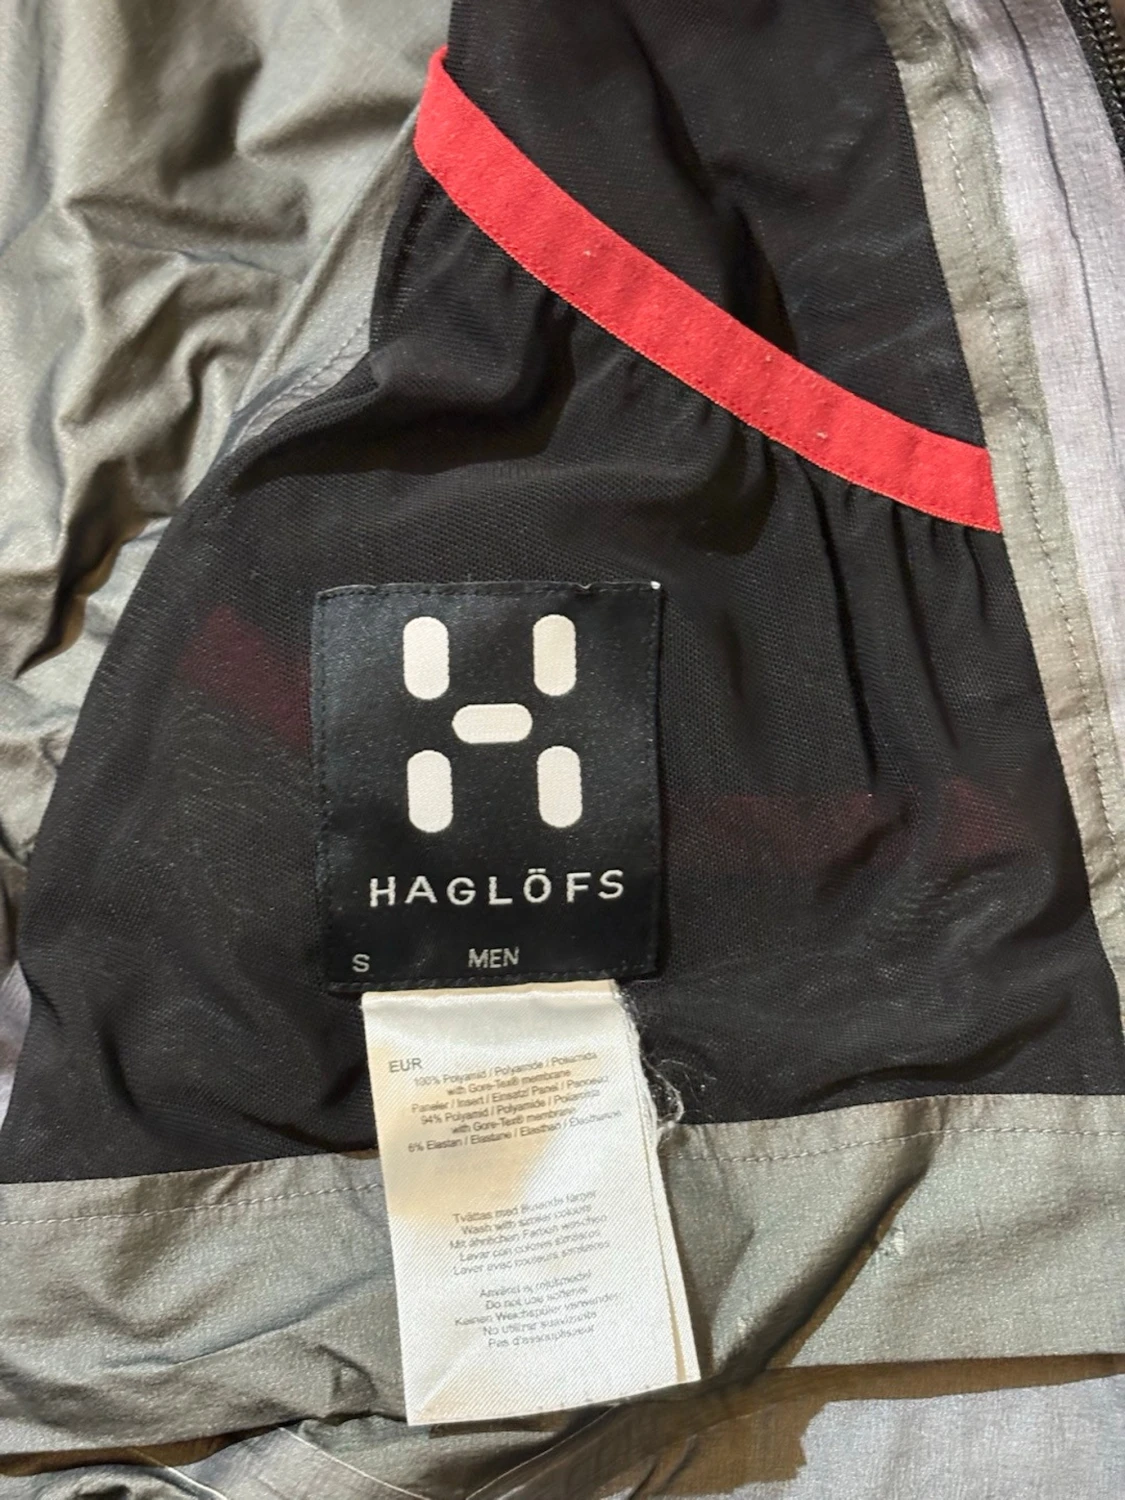 HAGLÖFS
S MEN
EUR
100% Polyamid / Polyamide / Poliamida
with Gore-Tex® membrane
Paneler / Insert / Einsatz/ Panel / Panneau
94% Polyamid / Polyamide / Poliamida
with Gore-Tex® membrane
6% Elastan / Elastane / Elasthan / Elasthanne
Tvättas med liknande färger
Wash with similar colours
Mit ähnlichen Farben waschen
Lavar con colores similares
Laver avec couleurs similaires
Använd ej sköljmedel
Do not use softener
Keinen Weichspüler verwenden
No utilizar suavizante
Pas d'assouplisseur